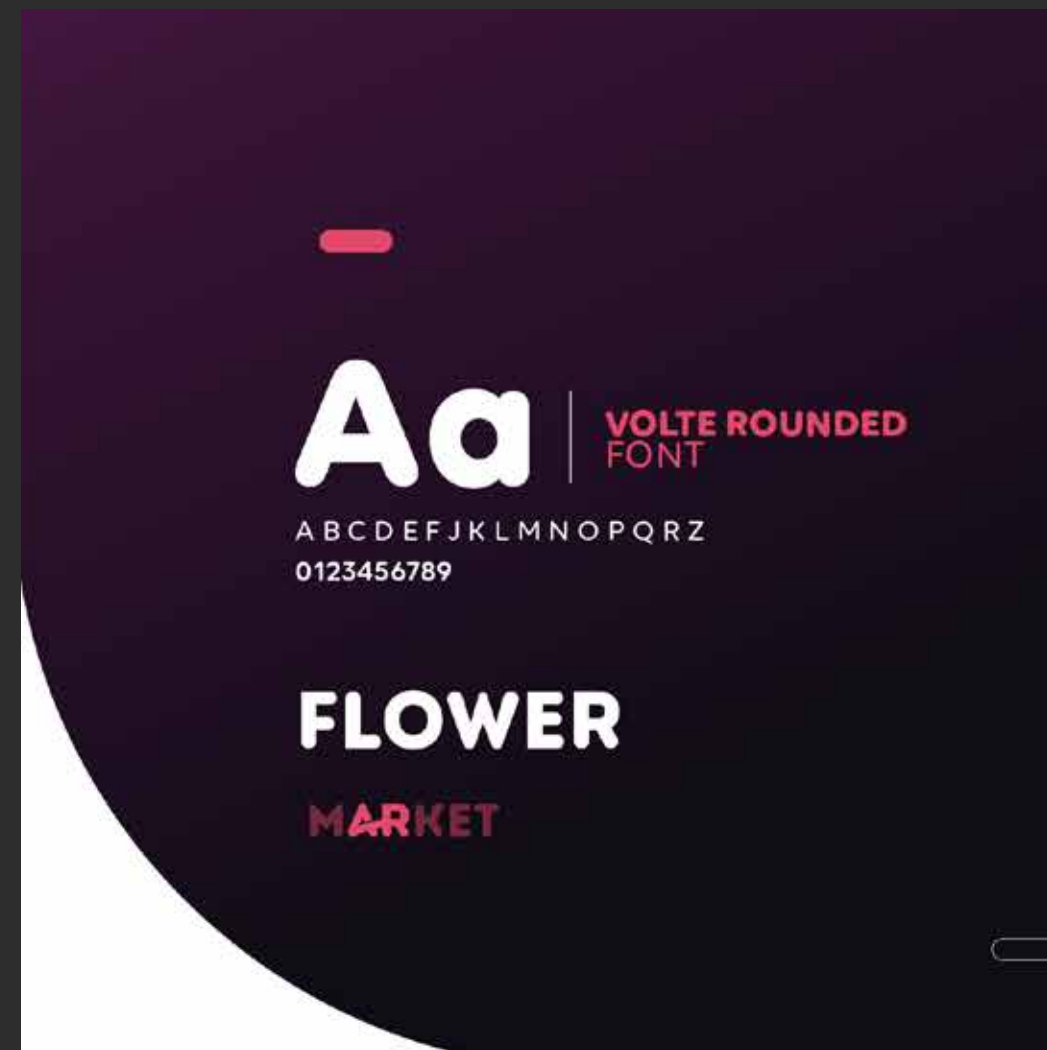 Aa
VOLTE ROUNDED
FONT
ABCDEFJKLMNOPQRZ
0123456789
FLOWER
MARKET